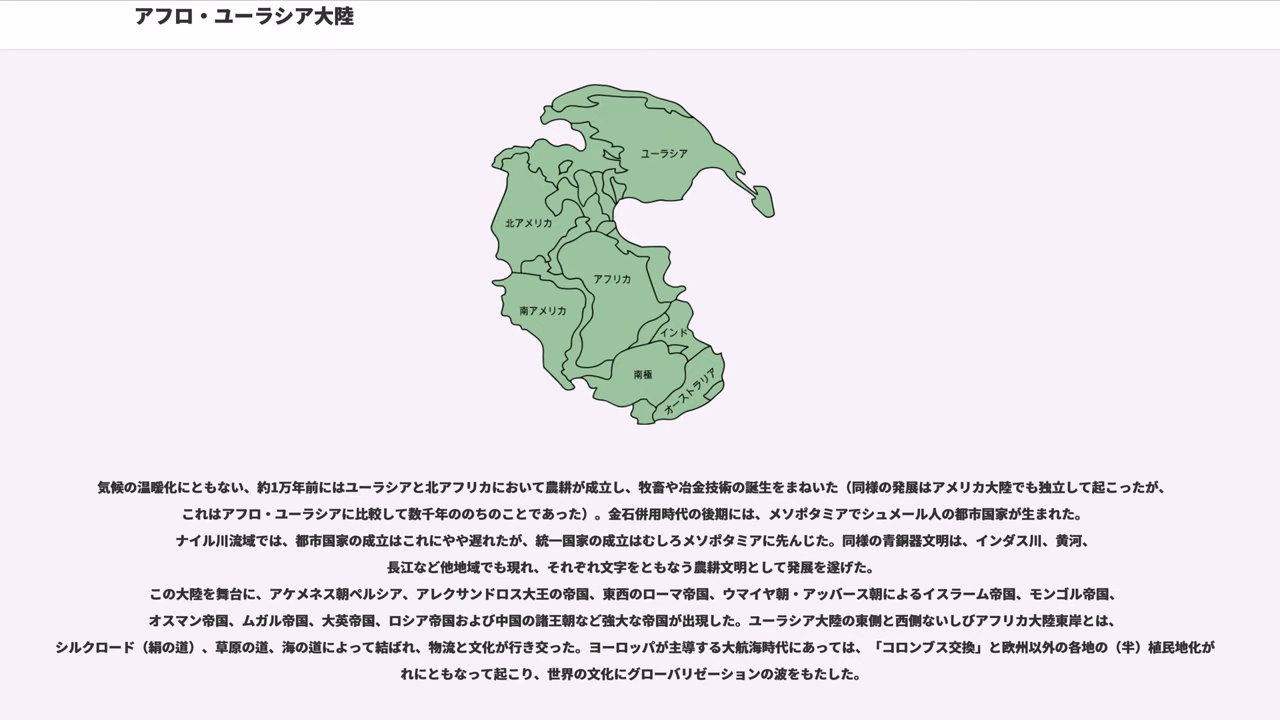 アフロ・ユーラシア大陸
ユーラシア
北アメリカ
アフリカ
南アメリカ
インド
南極
オーストラリア
気候の温暖化にともない、約1万年前にはユーラシアと北アフリカにおいて農耕が成立し、牧畜や冶金技術の誕生をまねいた（同様の発展はアメリカ大陸でも独立して起こったが、
これはアフロ・ユーラシアに比較して数千年ののちのことであった）。金石併用時代の後期には、メソポタミアでシュメール人の都市国家が生まれた。
ナイル川流域では、都市国家の成立はこれにやや遅れたが、統一国家の成立はむしろメソポタミアに先んじた。同様の青銅器文明は、インダス川、黄河、
長江など他地域でも現れ、それぞれ文字をともなう農耕文明として発展を遂げた。
この大陸を舞台に、アケメネス朝ペルシア、アレクサンドロス大王の帝国、東西のローマ帝国、ウマイヤ朝・アッバース朝によるイスラーム帝国、モンゴル帝国、
オスマン帝国、ムガル帝国、大英帝国、ロシア帝国および中国の諸王朝など強大な帝国が出現した。ユーラシア大陸の東側と西側ないしびアフリカ大陸東岸とは、
シルクロード（絹の道）、草原の道、海の道によって結ばれ、物流と文化が行き交った。ヨーロッパが主導する大航海時代にあっては、「コロンブス交換」と欧州以外の各地の（半）植民地化が
れにともなって起こり、世界の文化にグローバリゼーションの波をもたした。